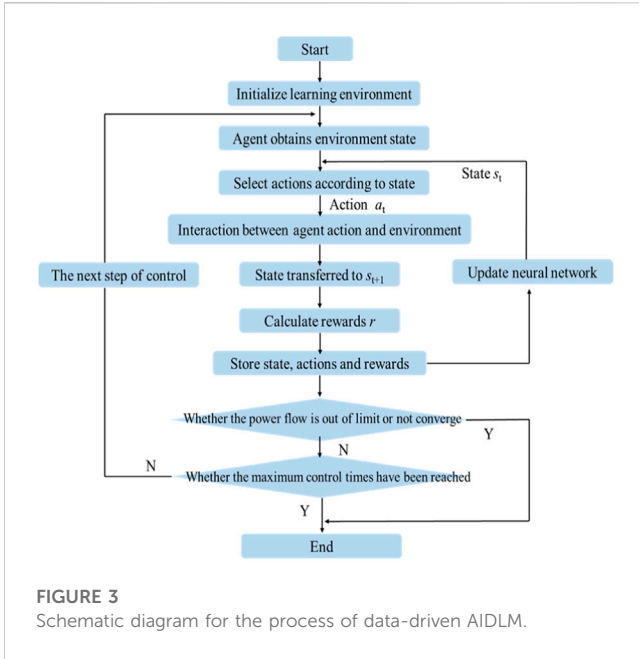 Start
Initialize learning environment
Agent obtains environment state
Select actions according to state
State sₜ
Action aₜ
Interaction between agent action and environment
The next step of control
State transferred to sₜ₊₁
Update neural network
Calculate rewards r
Store state, actions and rewards
Whether the power flow is out of limit or not converge
Y
N
N
Whether the maximum control times have been reached
Y
End
FIGURE 3
Schematic diagram for the process of data-driven AIDLM.